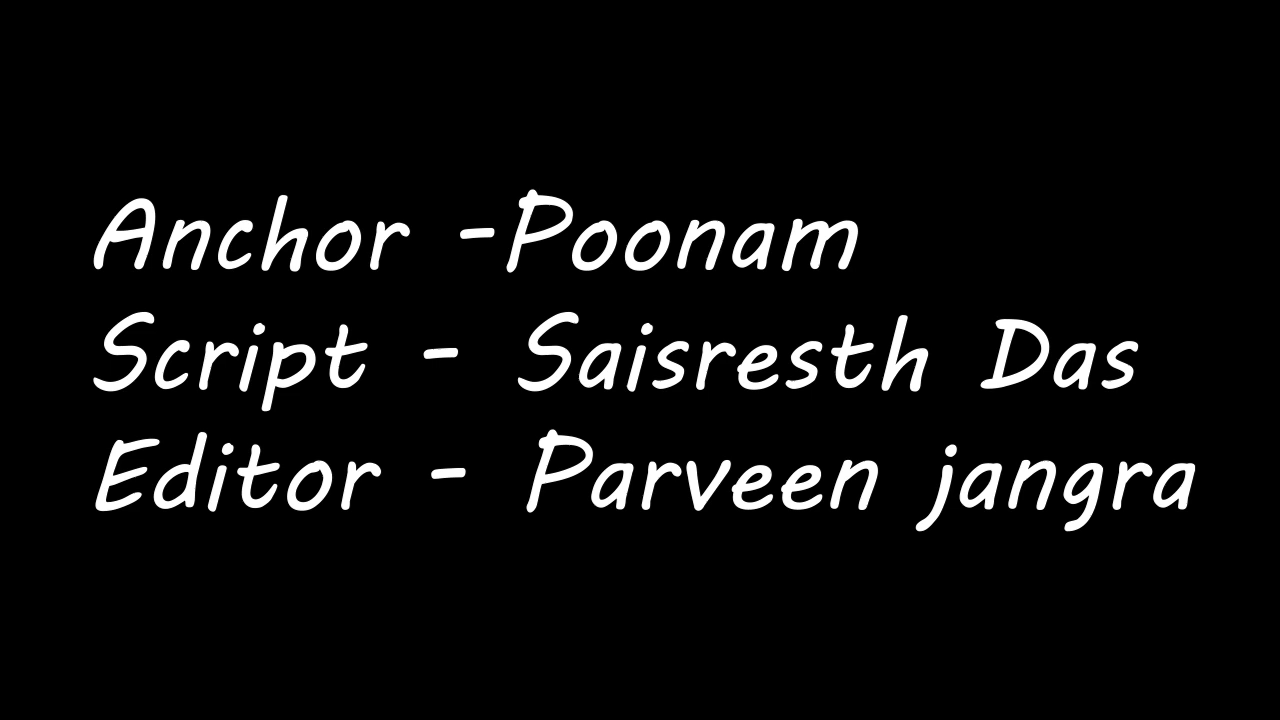 Anchor -Poonam
Script - Saisresth Das
Editor - Parveen jangra